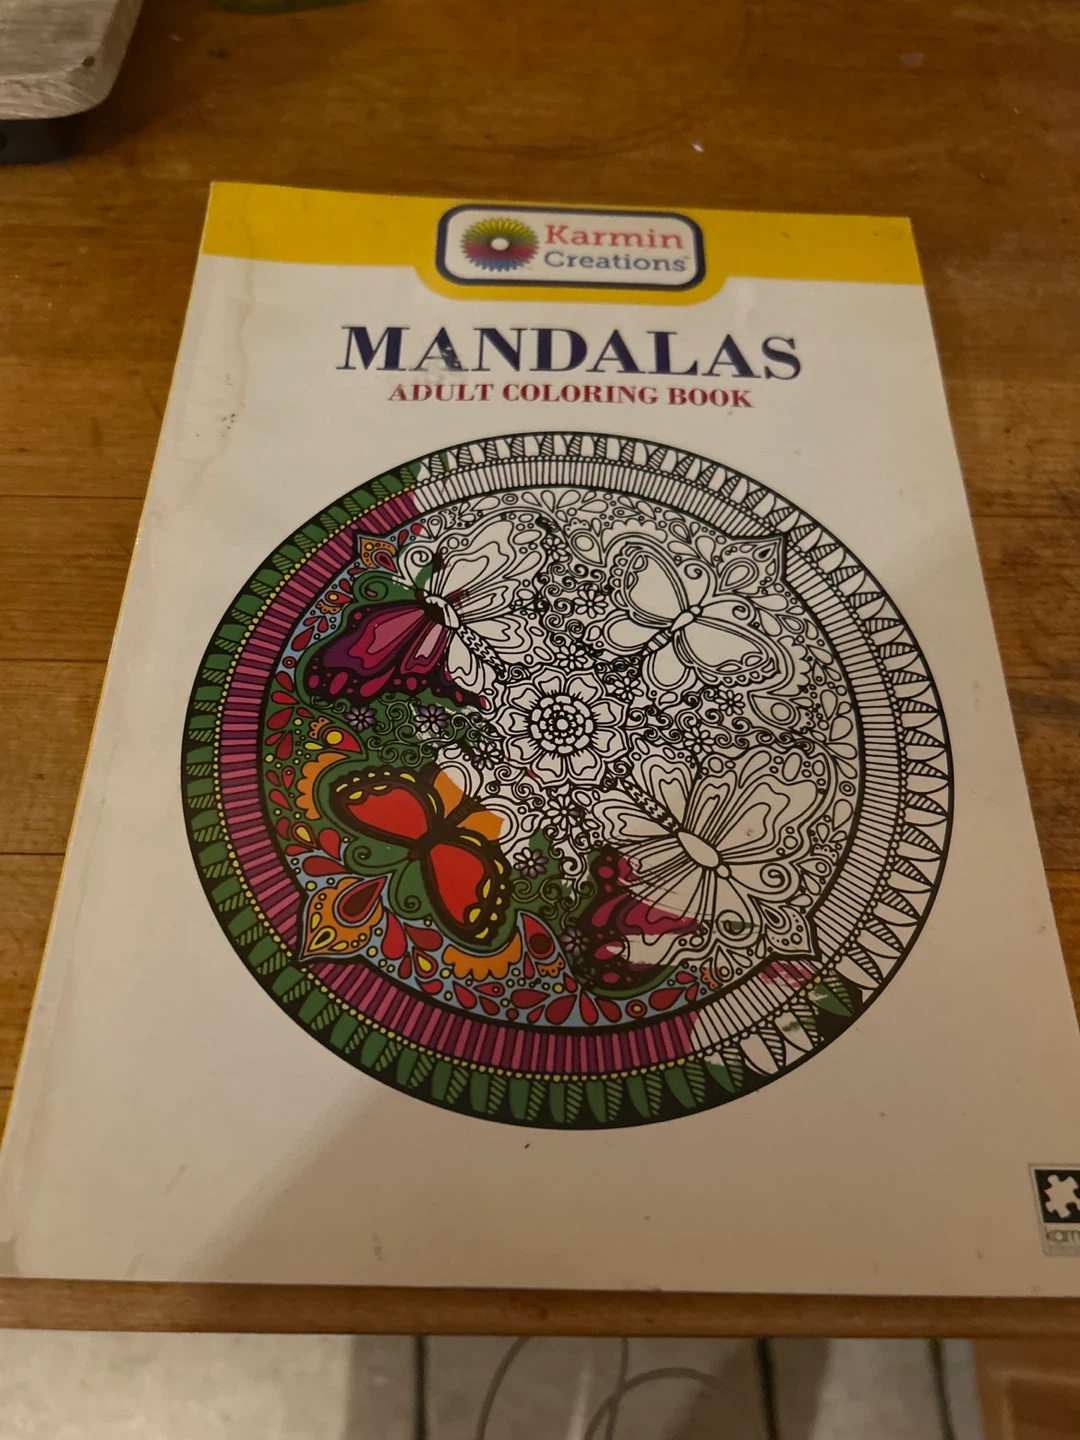 Karmin
Creations
MANDALAS
ADULT COLORING BOOK